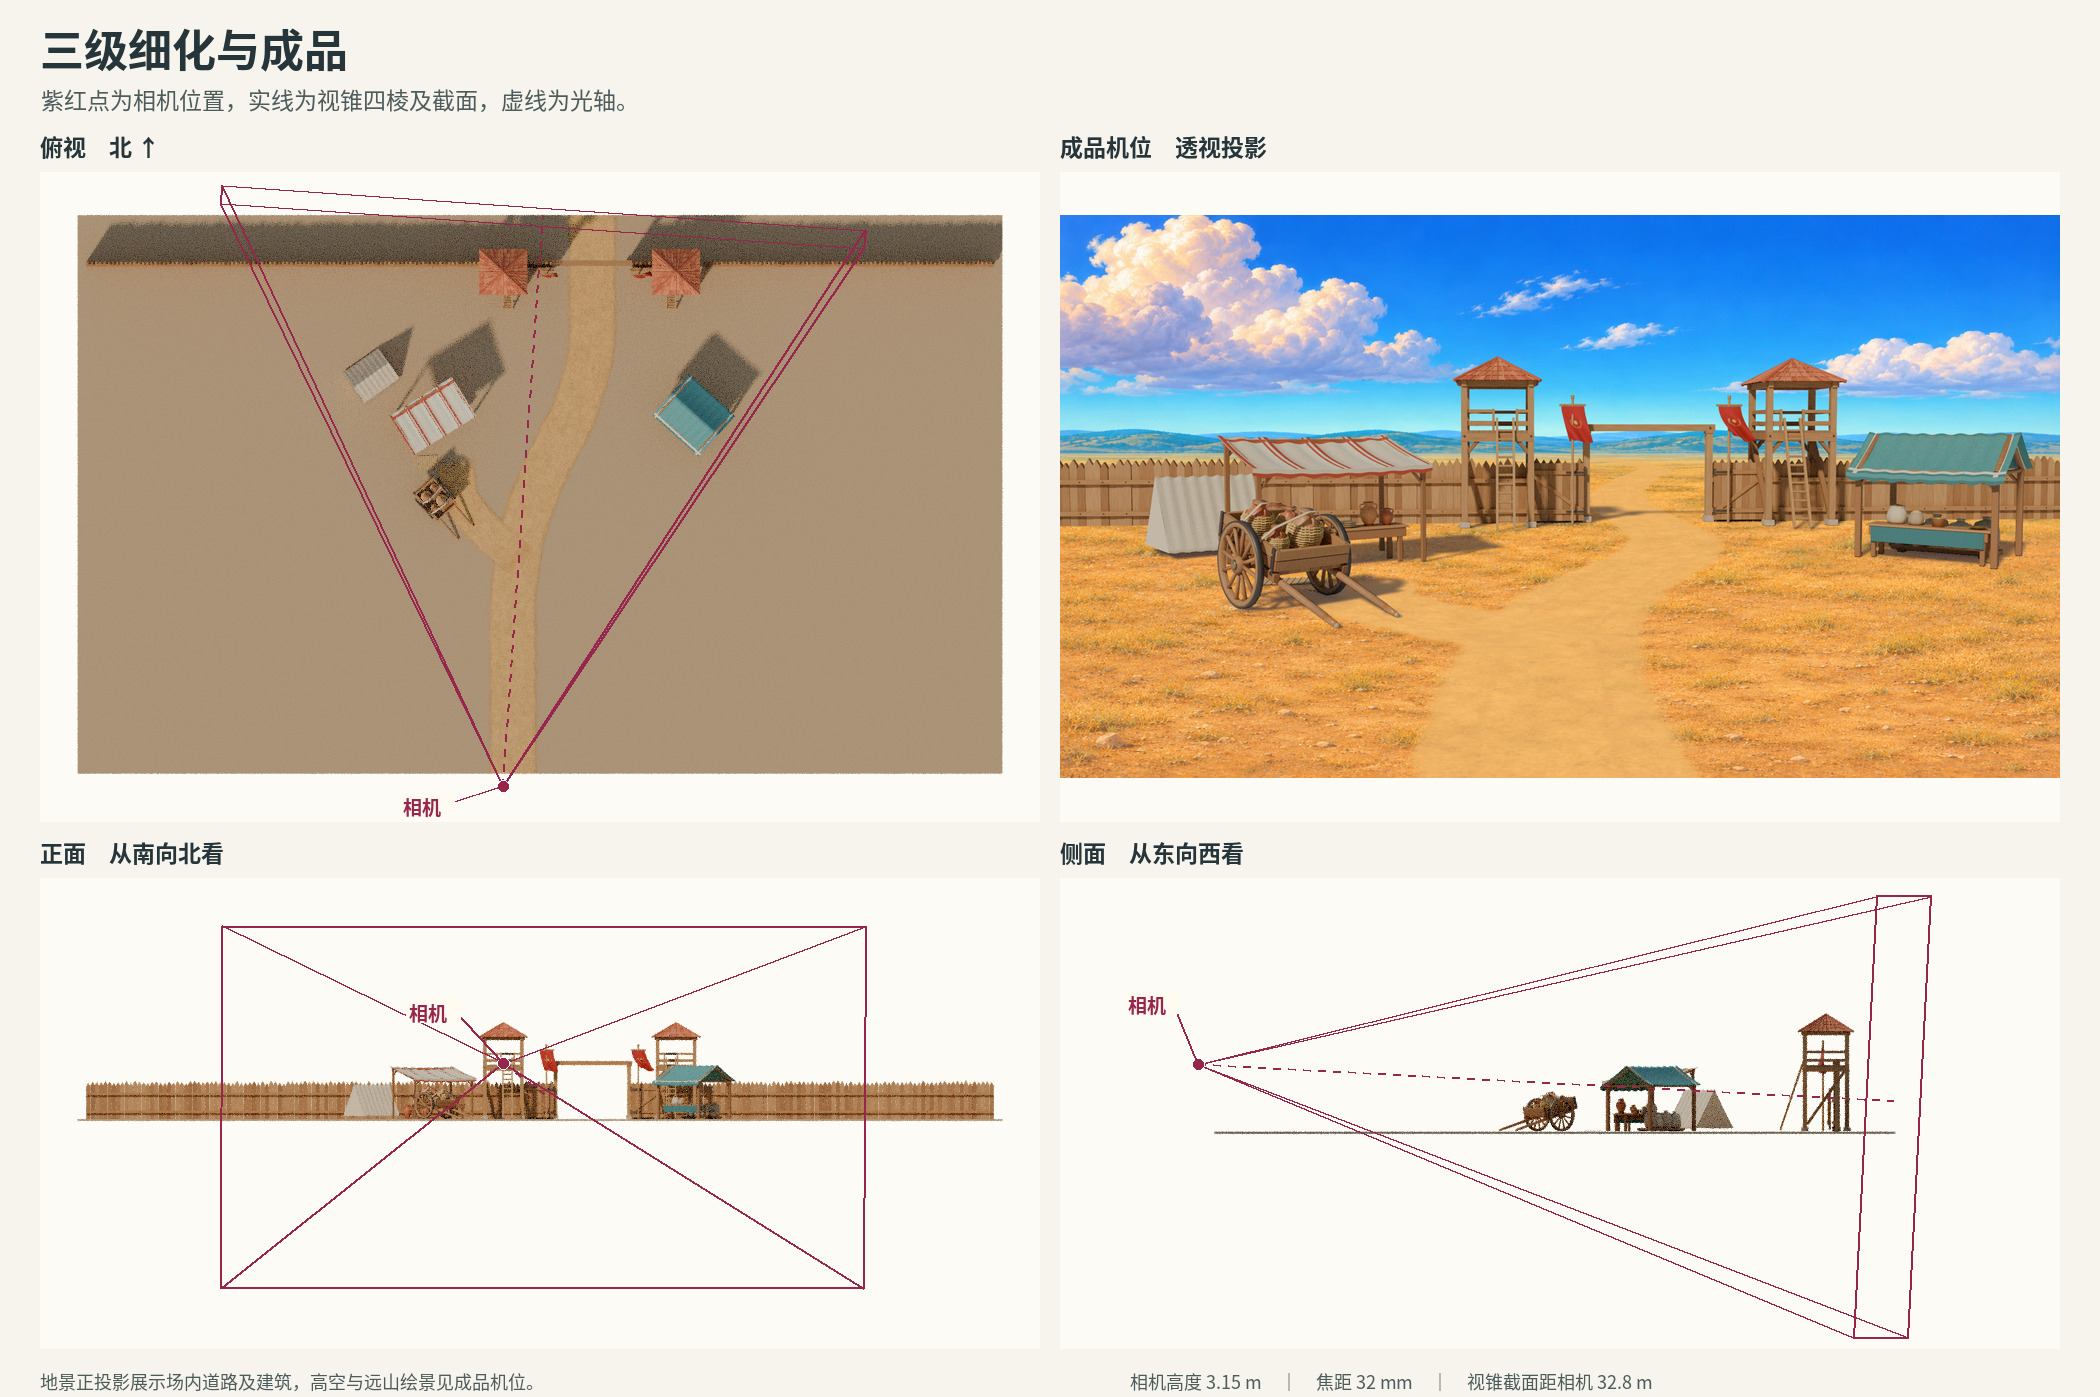 三级细化与成品
紫红点为相机位置，实线为视锥四棱及截面，虚线为光轴。
俯视 北 ↑
成品机位 透视投影
相机
正面 从南向北看
侧面 从东向西看
相机
相机
地景正投影展示场内道路及建筑，高空与远山绘景见成品机位。
相机高度 3.15 m ｜ 焦距 32 mm ｜ 视锥截面距相机 32.8 m